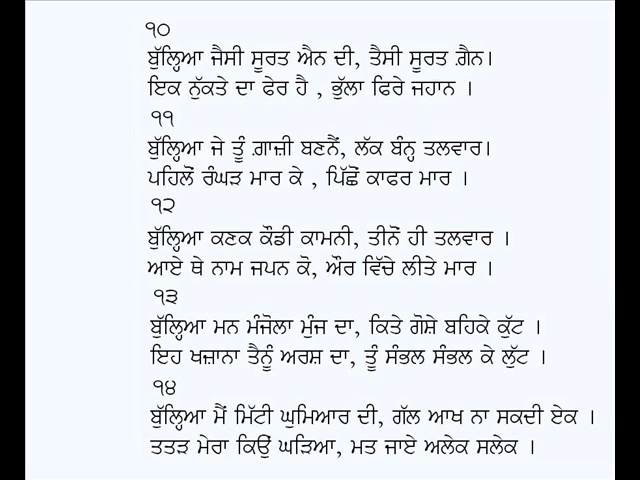 ੧੦
ਬੁੱਲ੍ਹਿਆ ਜੈਸੀ ਸੂਰਤ ਐਨ ਦੀ, ਤੈਸੀ ਸੂਰਤ ਗ਼ੈਨ।
ਇਕ ਨੁੱਕਤੇ ਦਾ ਫੇਰ ਹੈ , ਭੁੱਲਾ ਫਿਰੇ ਜਹਾਨ ।
੧੧
ਬੁੱਲ੍ਹਿਆ ਜੇ ਤੂੰ ਗ਼ਾਜ਼ੀ ਬਣਨੈਂ, ਲੱਕ ਬੰਨ੍ਹ ਤਲਵਾਰ।
ਪਹਿਲੋਂ ਰੰਘੜ ਮਾਰ ਕੇ , ਪਿੱਛੋਂ ਕਾਫਰ ਮਾਰ ।
੧੨
ਬੁੱਲ੍ਹਿਆ ਕਣਕ ਕੌਡੀ ਕਾਮਨੀ, ਤੀਨੋਂ ਹੀ ਤਲਵਾਰ ।
ਆਏ ਥੇ ਨਾਮ ਜਪਨ ਕੋ, ਔਰ ਵਿੱਚੇ ਲੀਤੇ ਮਾਰ ।
੧੩
ਬੁੱਲ੍ਹਿਆ ਮਨ ਮੰਜੋਲਾ ਮੁੰਜ ਦਾ, ਕਿਤੇ ਗੋਸ਼ੇ ਬਹਿਕੇ ਕੁੱਟ ।
ਇਹ ਖਜ਼ਾਨਾ ਤੈਨੂੰ ਅਰਸ਼ ਦਾ, ਤੂੰ ਸੰਭਲ ਸੰਭਲ ਕੇ ਲੁੱਟ ।
੧੪
ਬੁੱਲ੍ਹਿਆ ਮੈਂ ਮਿੱਟੀ ਘੁਮਿਆਰ ਦੀ, ਗੱਲ ਆਖ ਨਾ ਸਕਦੀ ਏਕ ।
ਤਤੜ ਮੇਰਾ ਕਿਉਂ ਘੜਿਆ, ਮਤ ਜਾਏ ਅਲੇਕ ਸਲੇਕ ।